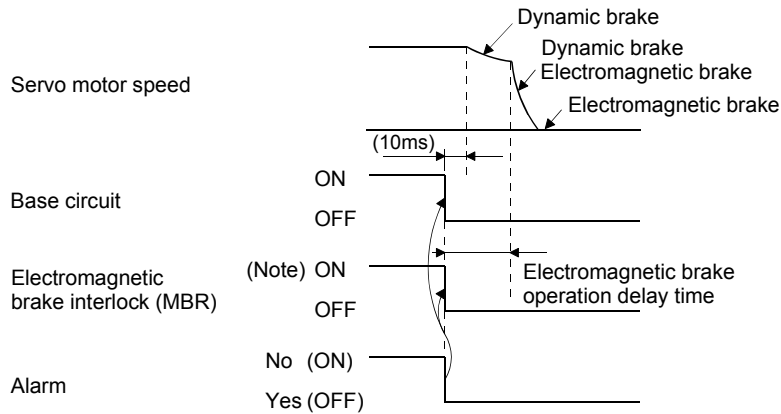 Dynamic brake
Dynamic brake
Electromagnetic brake
Servo motor speed
Electromagnetic brake
(10ms)
Base circuit
ON
OFF
Electromagnetic
brake interlock (MBR)
(Note) ON
OFF
Electromagnetic brake
operation delay time
Alarm
No (ON)
Yes (OFF)